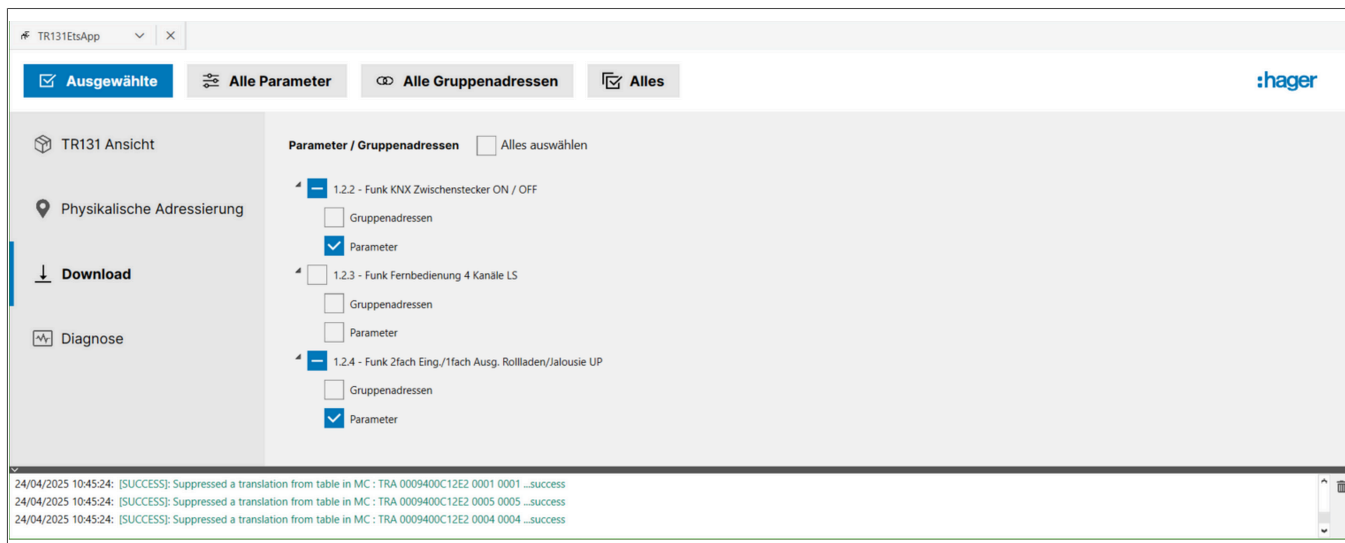 TR131EtsApp
Ausgewählte Alle Parameter Alle Gruppenadressen Alles :hager
TR131 Ansicht
Physikalische Adressierung
Download
Diagnose
Parameter / Gruppenadressen Alles auswählen
1.2.2 - Funk KNX Zwischenstecker ON / OFF
Gruppenadressen
Parameter
1.2.3 - Funk Fernbedienung 4 Kanäle LS
Gruppenadressen
Parameter
1.2.4 - Funk 2fach Eing./1fach Ausg. Rollladen/Jalousie UP
Gruppenadressen
Parameter
24/04/2025 10:45:24: [SUCCESS]: Suppressed a translation from table in MC : TRA 0009400C12E2 0001 0001 ...success
24/04/2025 10:45:24: [SUCCESS]: Suppressed a translation from table in MC : TRA 0009400C12E2 0005 0005 ...success
24/04/2025 10:45:24: [SUCCESS]: Suppressed a translation from table in MC : TRA 0009400C12E2 0004 0004 ...success